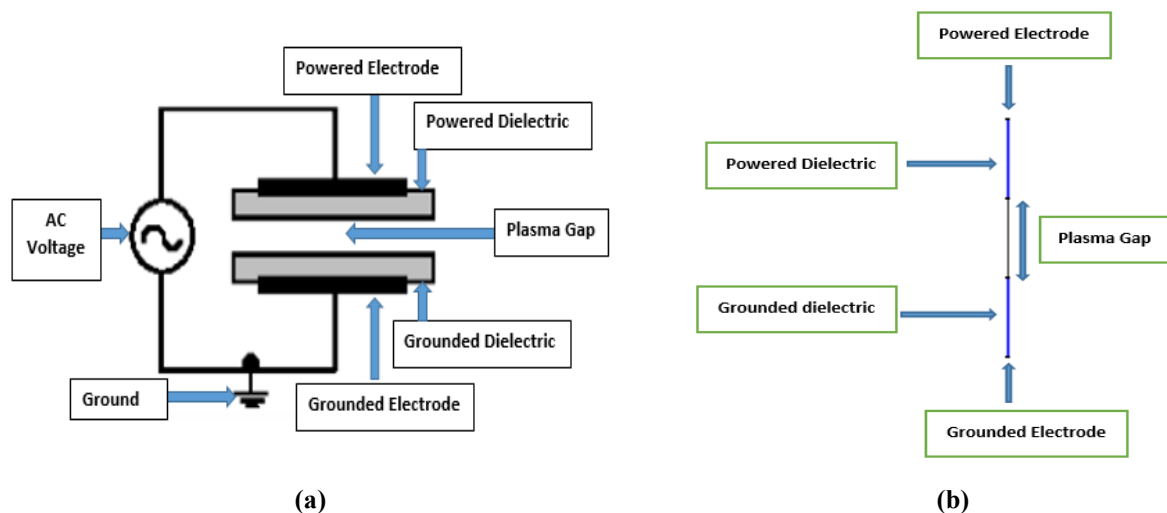 Powered Electrode
Powered Dielectric
AC
Voltage
Plasma Gap
Grounded Dielectric
Ground
Grounded Electrode
(a)
Powered Electrode
Powered Dielectric
Plasma Gap
Grounded dielectric
Grounded Electrode
(b)